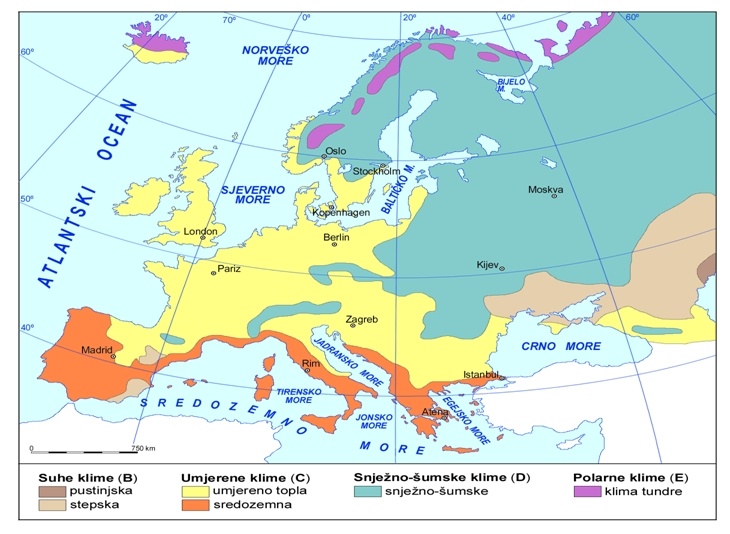 20°
70°
0°
20°
40°
60°
60°
NORVEŠKO
MORE
BIJELO
M.
ATLANTSKI OCEAN
Oslo
Stockholm
BALTIČKO M.
Moskva
50°
SJEVERNO
MORE
Kopenhagen
London
Berlin
Kijev
Pariz
40°
Zagreb
Madrid
JADRANSKO MORE
CRNO MORE
Rim
Istanbul
TIRENSKO
MORE
EGEJSKO MORE
SREDOZEMNO MORE
JONSKO
MORE
Atena
0
750 km
Suhe klime (B)
pustinjska
stepska
Umjerene klime (C)
umjereno topla
sredozemna
Snježno-šumske klime (D)
snježno-šumske
Polarne klime (E)
klima tundre